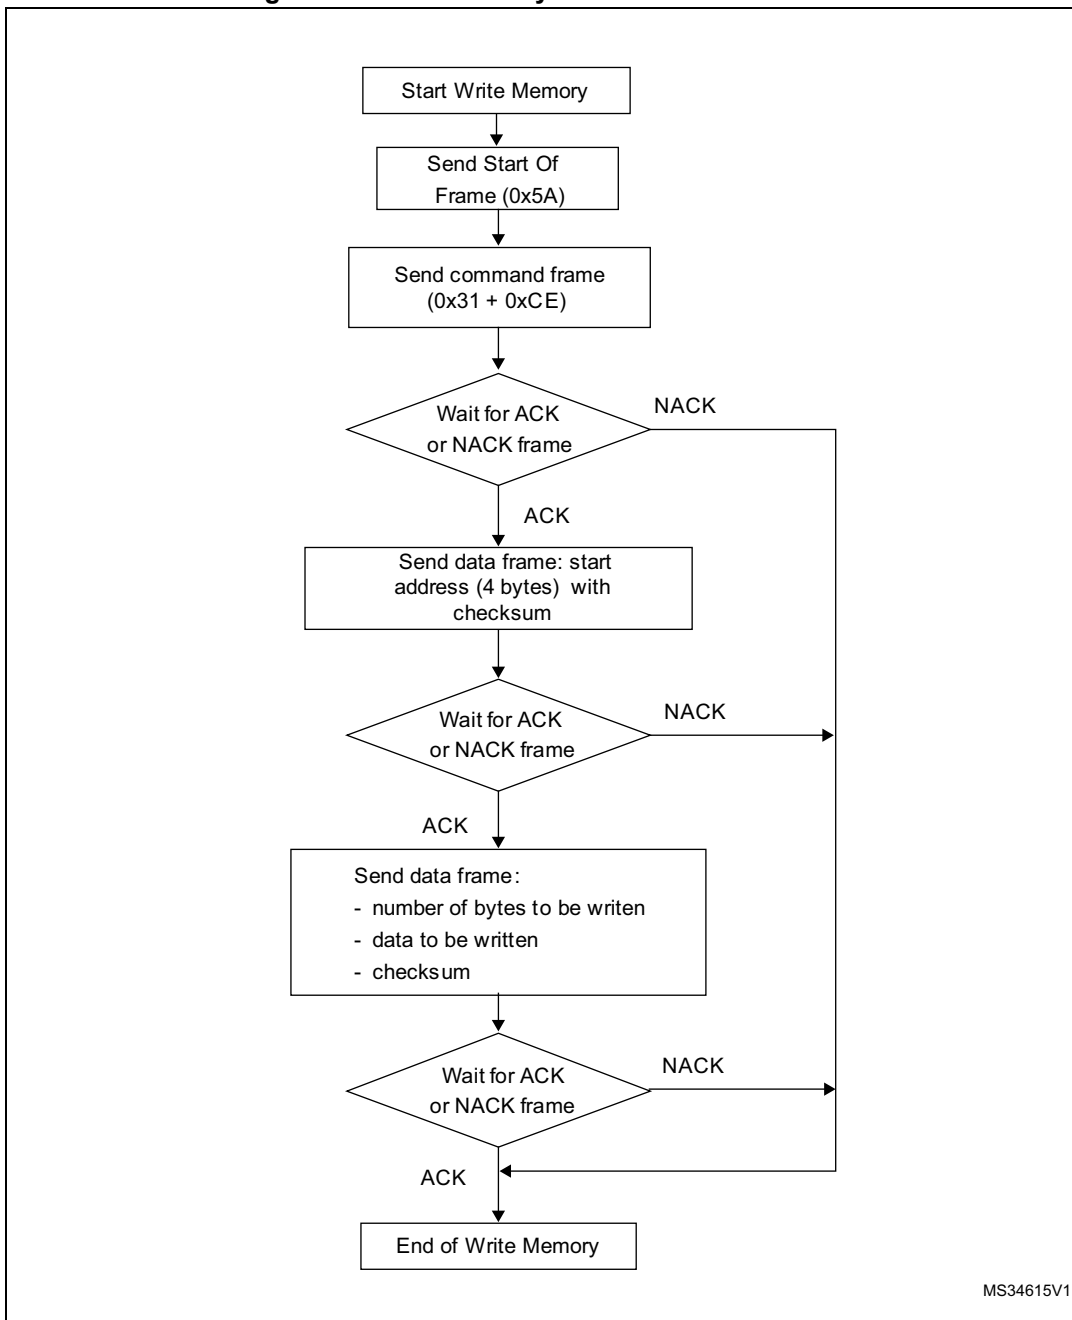 Start Write Memory
Send Start Of
Frame (0x5A)
Send command frame
(0x31 + 0xCE)
Wait for ACK
or NACK frame
NACK
ACK
Send data frame: start
address (4 bytes) with
checksum
Wait for ACK
or NACK frame
NACK
ACK
Send data frame:
- number of bytes to be writen
- data to be written
- checksum
Wait for ACK
or NACK frame
NACK
ACK
End of Write Memory
MS34615V1